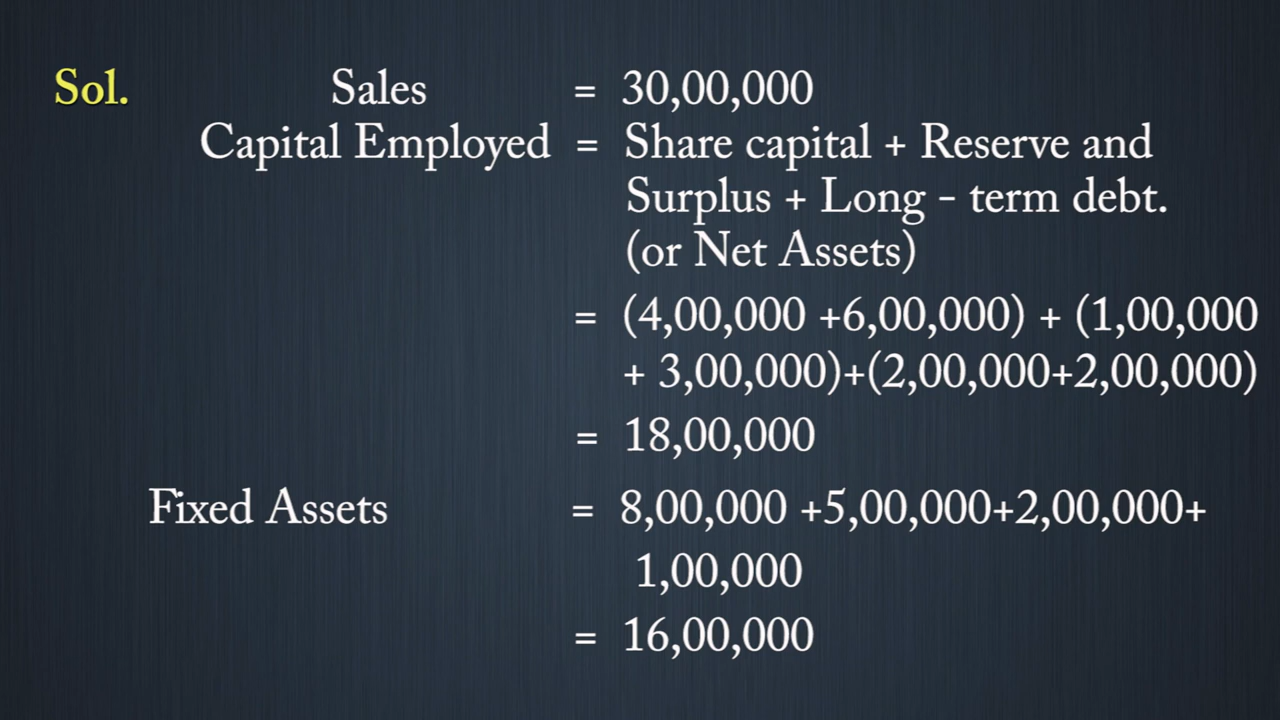 Sol. Sales = 30,00,000
Capital Employed = Share capital + Reserve and
Surplus + Long - term debt.
(or Net Assets)
= (4,00,000 +6,00,000) + (1,00,000
+ 3,00,000)+(2,00,000+2,00,000)
= 18,00,000
Fixed Assets = 8,00,000 +5,00,000+2,00,000+
1,00,000
= 16,00,000